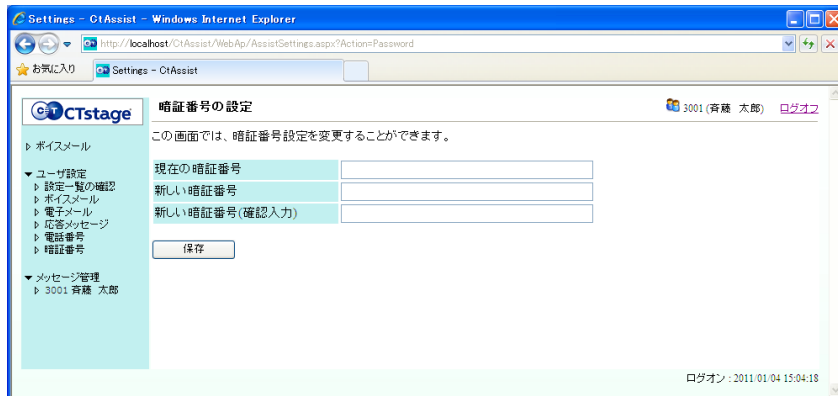 Settings - CtAssist - Windows Internet Explorer
http://localhost/CtAssist/WebAp/AssistSettings.aspx?Action=Password
お気に入り
Settings - CtAssist
CTstage
暗証番号の設定
3001 (斉藤 太郎)
ログオフ
この画面では、暗証番号設定を変更することができます。
ボイスメール
現在の暗証番号
新しい暗証番号
新しい暗証番号(確認入力)
保存
ユーザ設定
設定一覧の確認
ボイスメール
電子メール
応答メッセージ
電話番号
暗証番号
メッセージ管理
3001 斉藤 太郎
ログオン : 2011/01/04 15:04:18